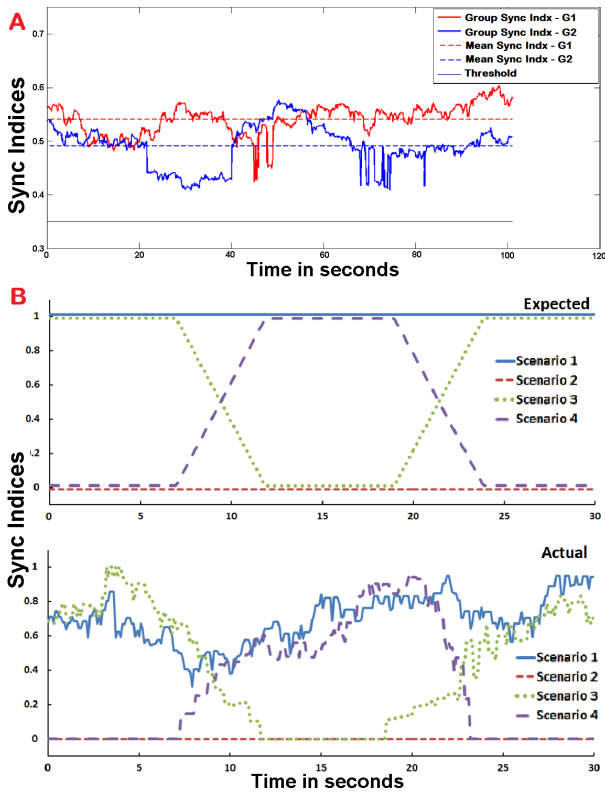 A
Sync Indices
0.7
0.6
0.5
0.4
0.3
Group Sync Indx - G1
Group Sync Indx - G2
Mean Sync Indx - G1
Mean Sync Indx - G2
Threshold
0 20 40 60 80 100 120
Time in seconds
B
Sync Indices
Expected
1
0.8
0.6
0.4
0.2
0
Scenario 1
Scenario 2
Scenario 3
Scenario 4
0 5 10 15 20 25 30
Actual
1
0.8
0.6
0.4
0.2
0
Scenario 1
Scenario 2
Scenario 3
Scenario 4
0 5 10 15 20 25 30
Time in seconds